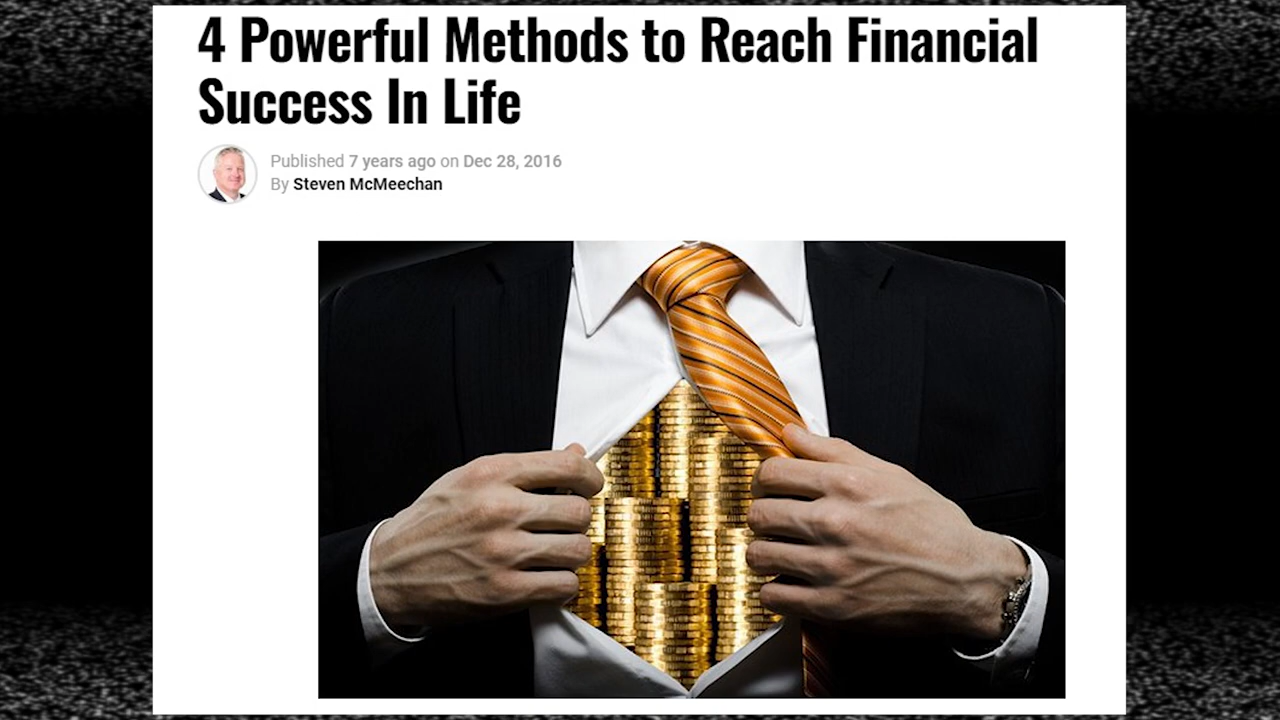 4 Powerful Methods to Reach Financial
Success In Life
Published 7 years ago on Dec 28, 2016
By Steven McMeechan